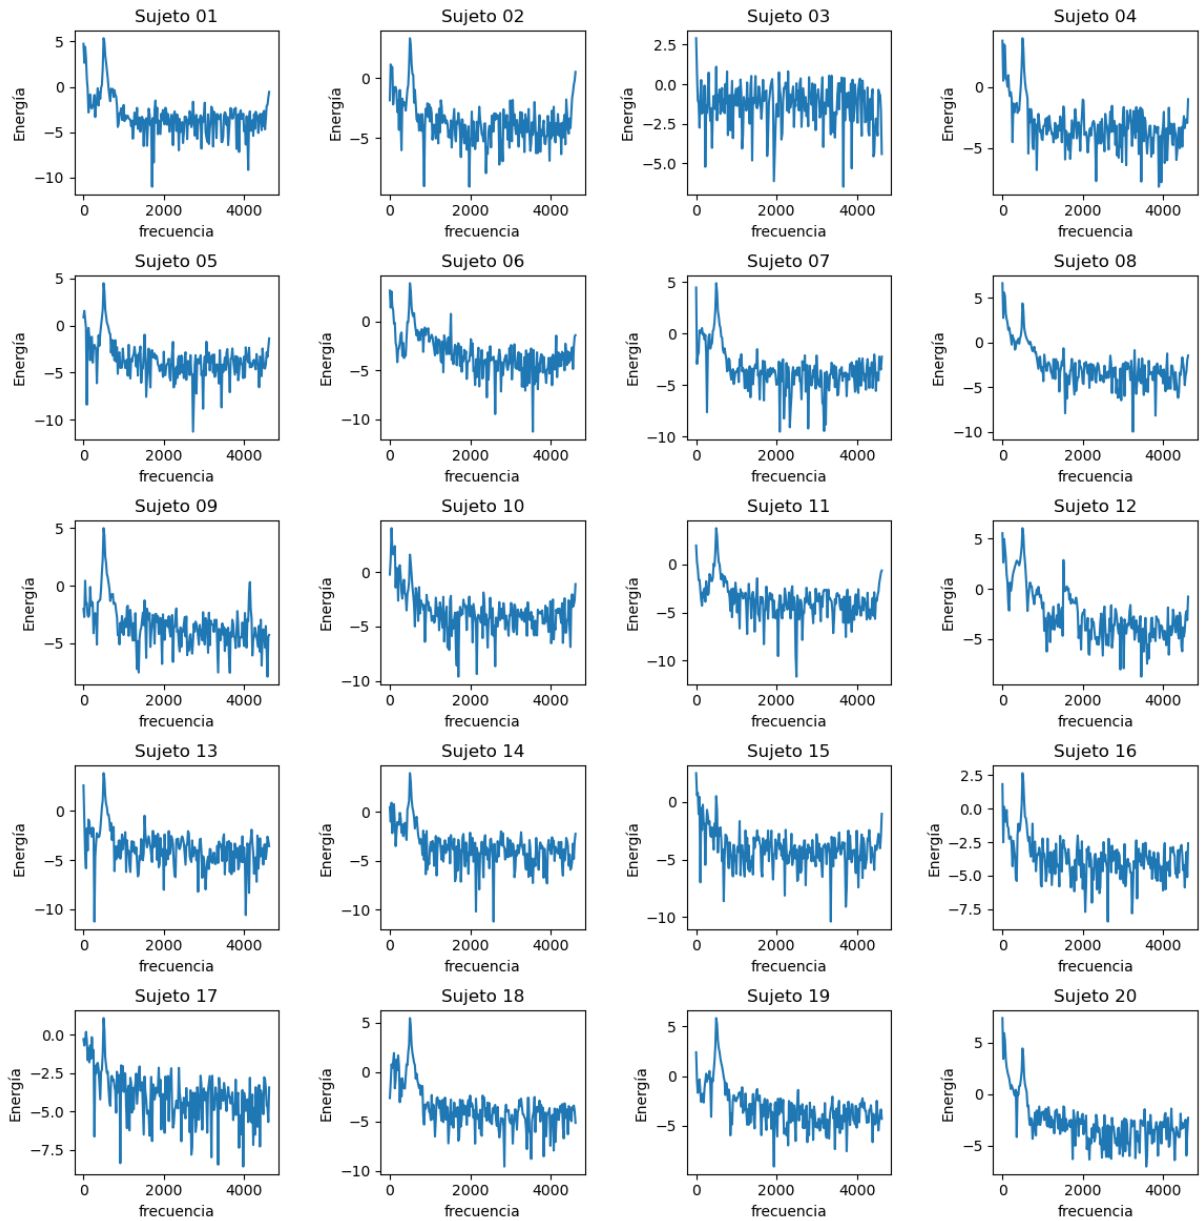 Sujeto 01 Sujeto 02 Sujeto 03 Sujeto 04
5 0 −5 −10 0 −5 2.5 0.0 −2.5 −5.0 0 −5
Energía Energía Energía Energía
0 2000 4000 0 2000 4000 0 2000 4000 0 2000 4000
frecuencia frecuencia frecuencia frecuencia
Sujeto 05 Sujeto 06 Sujeto 07 Sujeto 08
5 0 −5 −10 0 −5 −10 5 0 −5 −10 5 0 −5 −10
Energía Energía Energía Energía
0 2000 4000 0 2000 4000 0 2000 4000 0 2000 4000
frecuencia frecuencia frecuencia frecuencia
Sujeto 09 Sujeto 10 Sujeto 11 Sujeto 12
5 0 −5 0 −5 −10 0 −5 −10 5 0 −5
Energía Energía Energía Energía
0 2000 4000 0 2000 4000 0 2000 4000 0 2000 4000
frecuencia frecuencia frecuencia frecuencia
Sujeto 13 Sujeto 14 Sujeto 15 Sujeto 16
0 −5 −10 0 −5 −10 0 −5 −10 2.5 0.0 −2.5 −5.0 −7.5
Energía Energía Energía Energía
0 2000 4000 0 2000 4000 0 2000 4000 0 2000 4000
frecuencia frecuencia frecuencia frecuencia
Sujeto 17 Sujeto 18 Sujeto 19 Sujeto 20
0.0 −2.5 −5.0 −7.5 5 0 −5 −10 5 0 −5 5 0 −5
Energía Energía Energía Energía
0 2000 4000 0 2000 4000 0 2000 4000 0 2000 4000
frecuencia frecuencia frecuencia frecuencia